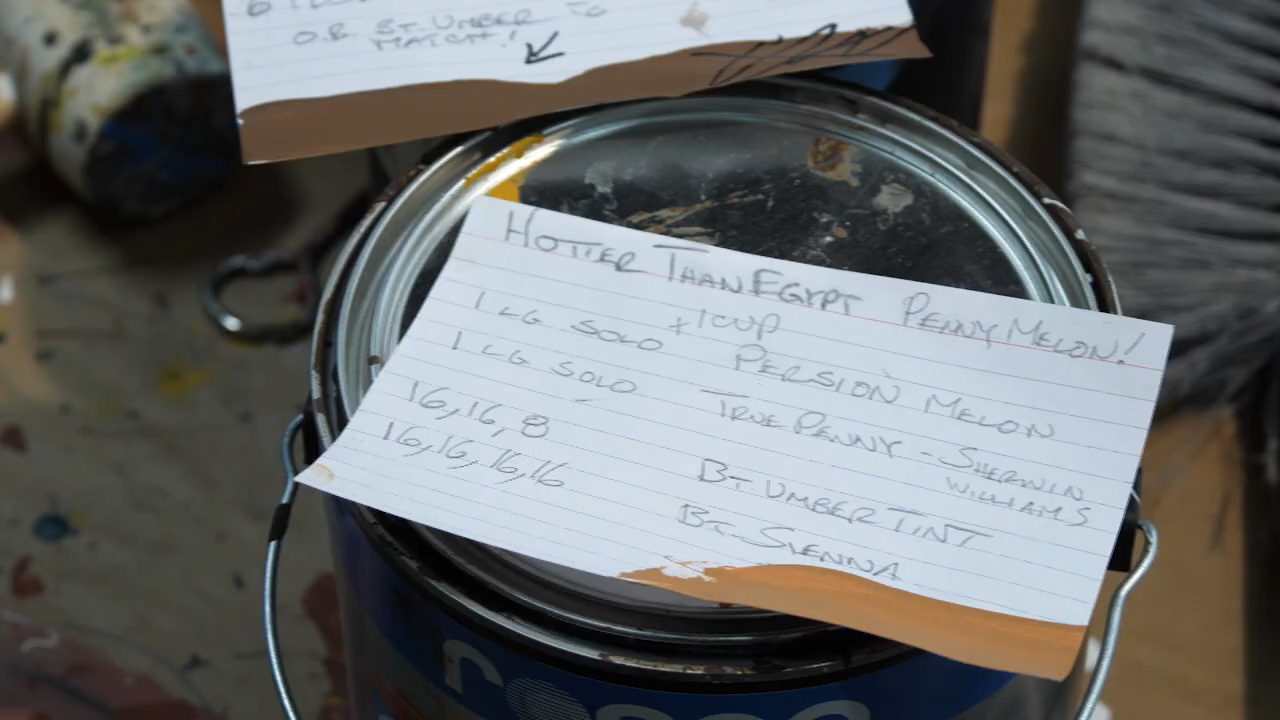 O.R BT. UMBER TO
MATCH!
HOTTER THAN EGYPT PENNY MELON!
+1 CUP
1 LG SOLO PERSION MELON
1 LG SOLO TRUE PENNY - SHERWIN
WILLIAMS
16, 16, 8 BT UMBER TINT
16, 16, 16, 16 BT. SIENNA